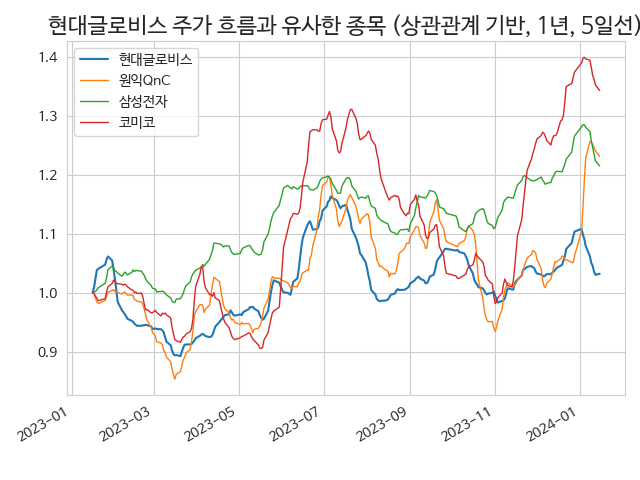 현대글로비스 주가 흐름과 유사한 종목 (상관관계 기반, 1년, 5일선)
현대글로비스
원익QnC
삼성전자
코미코
1.4
1.3
1.2
1.1
1.0
0.9
2023-01
2023-03
2023-05
2023-07
2023-09
2023-11
2024-01